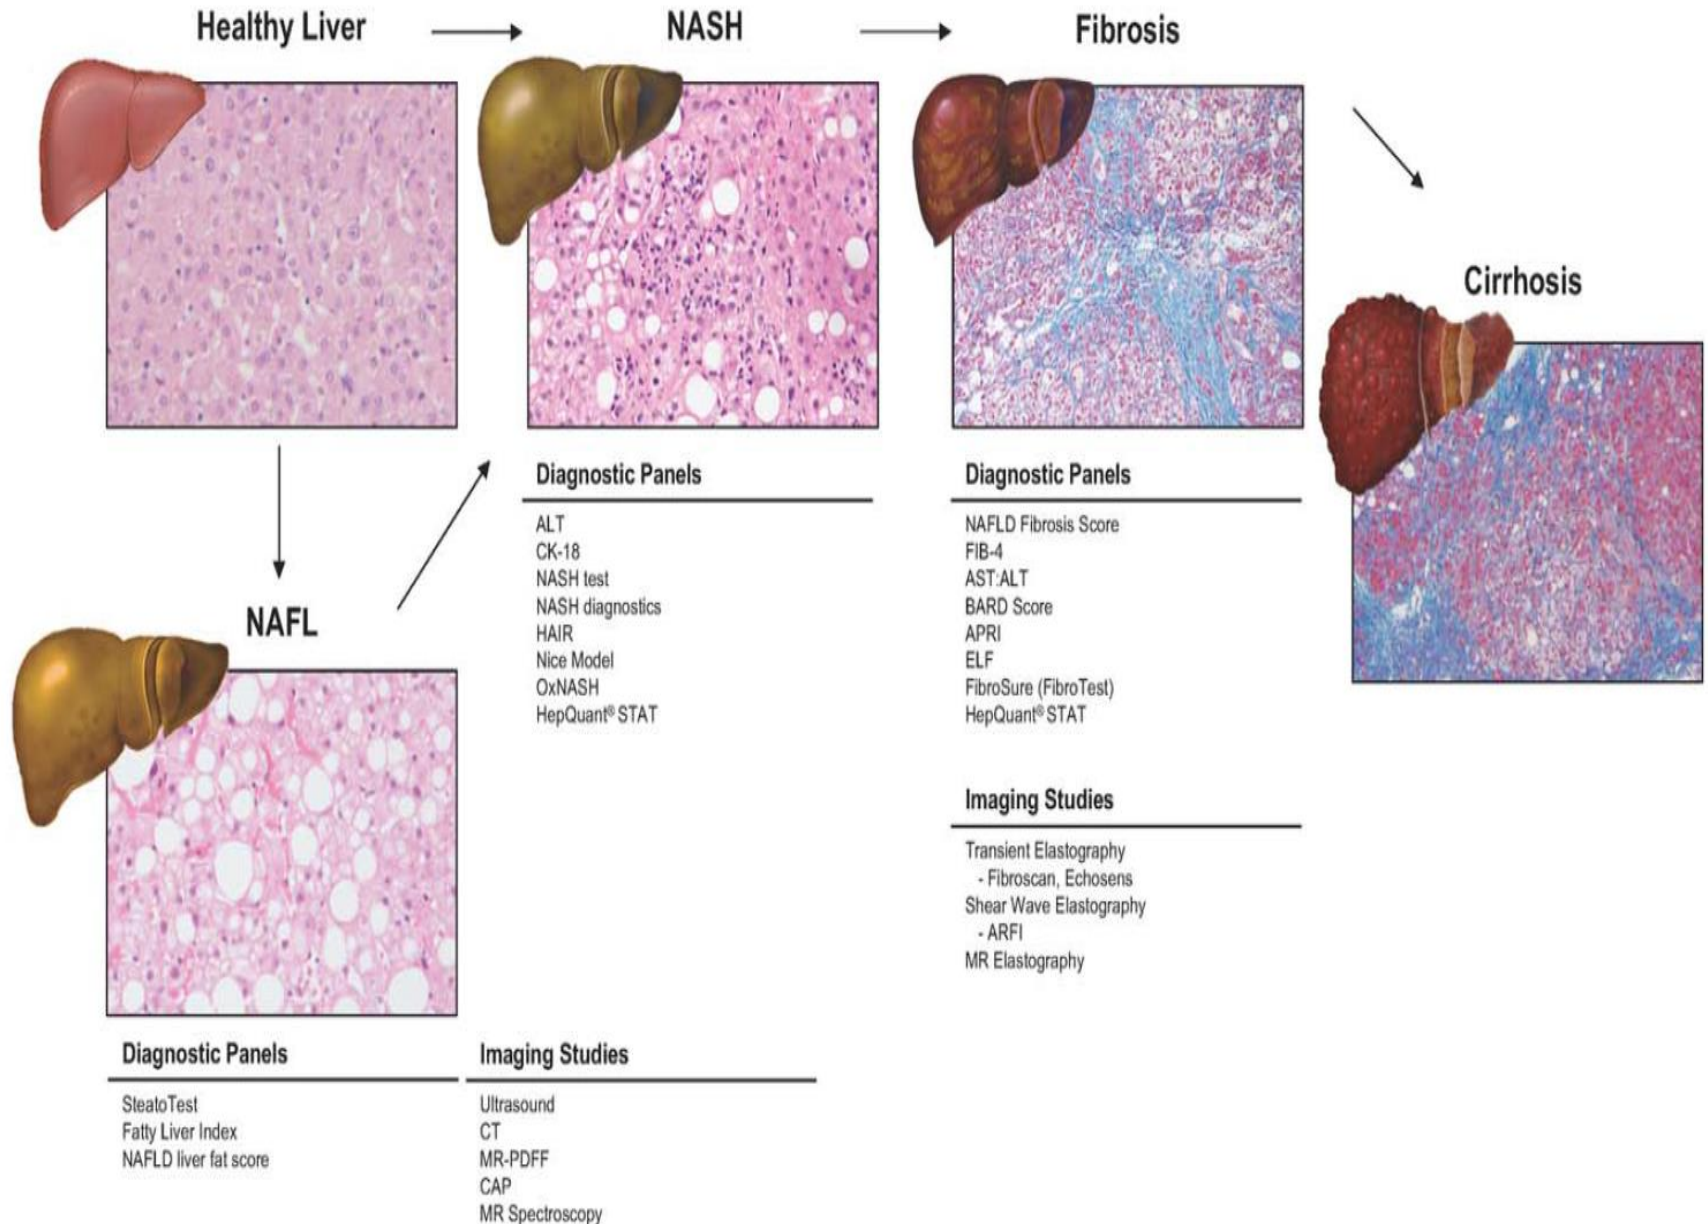 Healthy Liver
NASH
Fibrosis
Cirrhosis
NAFL
Diagnostic Panels
ALT
CK-18
NASH test
NASH diagnostics
HAIR
Nice Model
OxNASH
HepQuant® STAT
Diagnostic Panels
NAFLD Fibrosis Score
FIB-4
AST:ALT
BARD Score
APRI
ELF
FibroSure (FibroTest)
HepQuant® STAT
Imaging Studies
Transient Elastography
- Fibroscan, Echosens
Shear Wave Elastography
- ARFI
MR Elastography
Diagnostic Panels
SteatoTest
Fatty Liver Index
NAFLD liver fat score
Imaging Studies
Ultrasound
CT
MR-PDFF
CAP
MR Spectroscopy